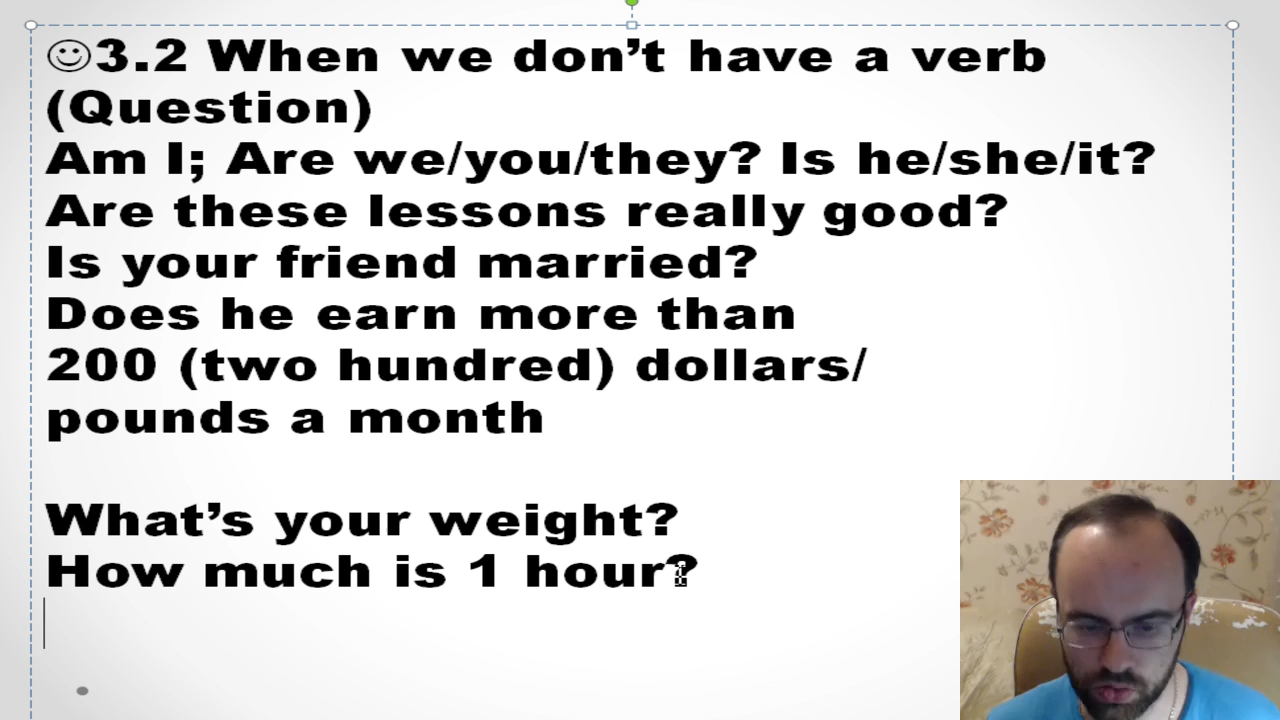 ☺3.2 When we don’t have a verb
(Question)
Am I; Are we/you/they? Is he/she/it?
Are these lessons really good?
Is your friend married?
Does he earn more than
200 (two hundred) dollars/
pounds a month
What’s your weight?
How much is 1 hour?